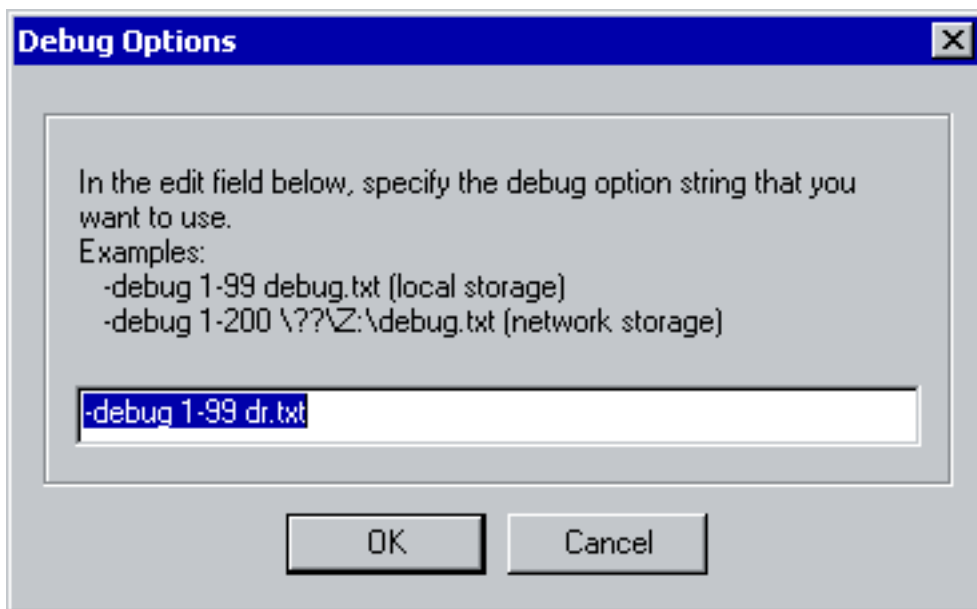 Debug Options
In the edit field below, specify the debug option string that you
want to use.
Examples:
-debug 1-99 debug.txt (local storage)
-debug 1-200 \??\Z:\debug.txt (network storage)
-debug 1-99 dr.txt
OK Cancel